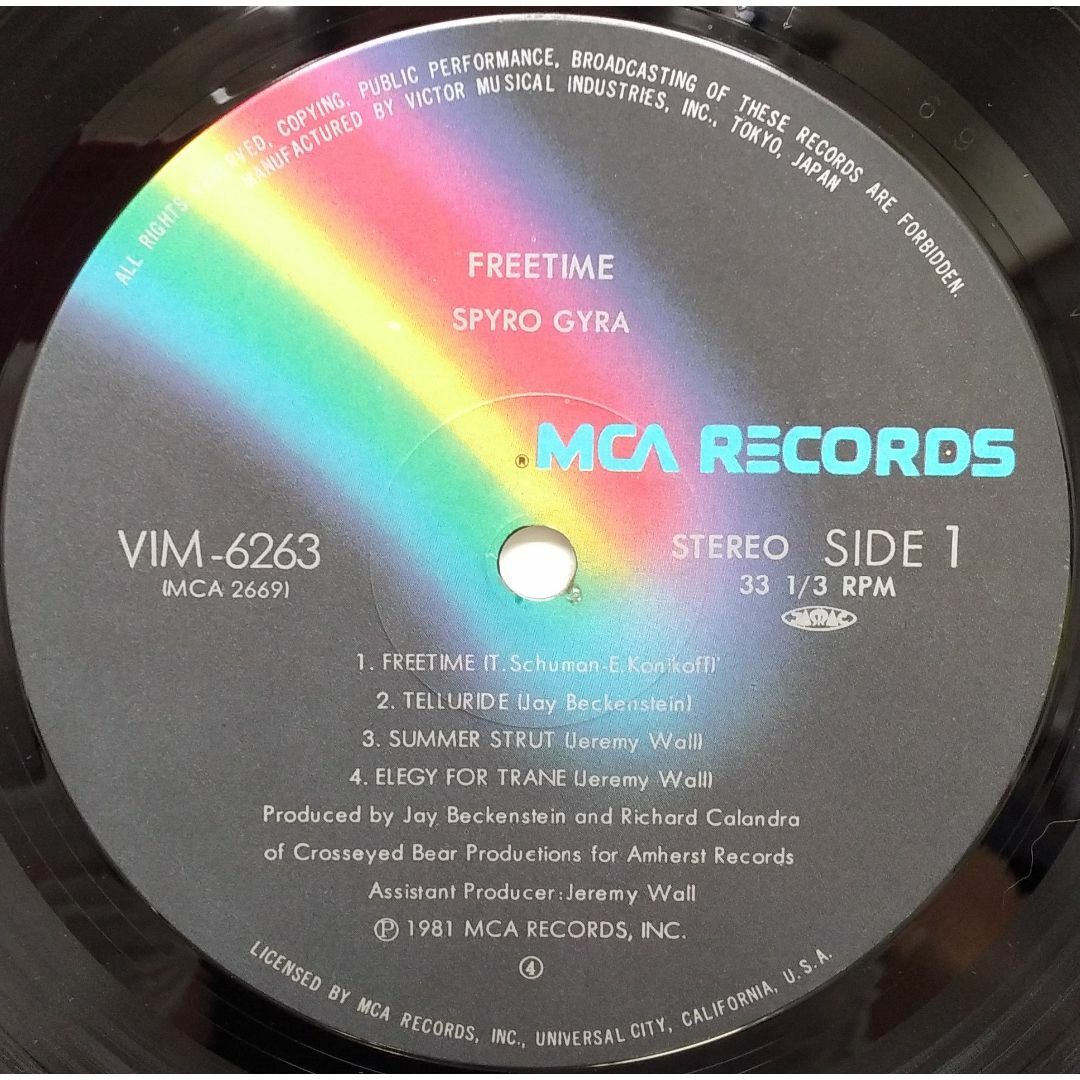 ALL RIGHTS RESERVED, COPYING, PUBLIC PERFORMANCE, BROADCASTING OF THESE RECORDS ARE FORBIDDEN.
MANUFACTURED BY VICTOR MUSICAL INDUSTRIES, INC., TOKYO, JAPAN
69
FREETIME
SPYRO GYRA
® MCA RECORDS
VIM-6263
(MCA 2669)
STEREO SIDE 1
33 1/3 RPM
JASRAC
1. FREETIME (T. Schuman-E. Konikoff)
2. TELLURIDE (Jay Beckenstein)
3. SUMMER STRUT (Jeremy Wall)
4. ELEGY FOR TRANE (Jeremy Wall)
Produced by Jay Beckenstein and Richard Calandra
of Crosseyed Bear Productions for Amherst Records
Assistant Producer: Jeremy Wall
Ⓟ 1981 MCA RECORDS, INC.
④
LICENSED BY MCA RECORDS, INC., UNIVERSAL CITY, CALIFORNIA, U.S.A.